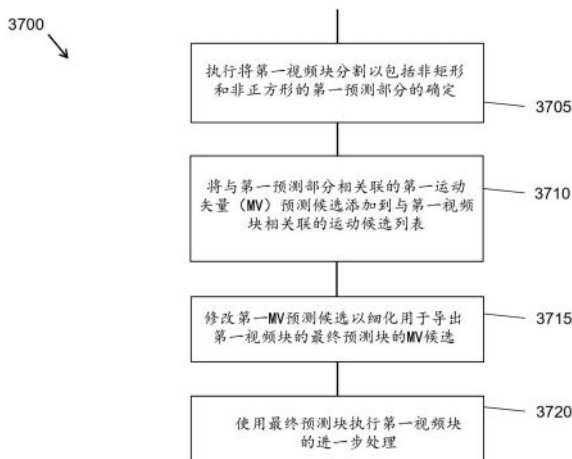 3700
执行将第一视频块分割以包括非矩形
和非正方形的第一预测部分的确定
3705
将与第一预测部分相关联的第一运动
矢量（MV）预测候选添加到与第一视频
块相关联的运动候选列表
3710
修改第一MV预测候选以细化用于导出
第一视频块的最终预测块的MV候选
3715
使用最终预测块执行第一视频块
的进一步处理
3720